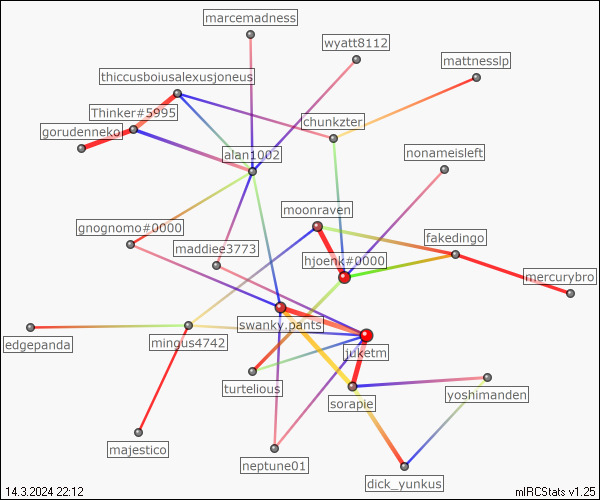 marcemadness
wyatt8112
mattnesslp
thiccusboiusalexusjoneus
Thinker#5995
chunkzter
gorudenneko
alan1002
nonameisleft
moonraven
gnognomo#0000
fakedingo
maddiee3773
hjoenk#0000
mercurybro
swanky.pants
edgepanda
mingus4742
juketm
turtelious
sorapie
yoshimanden
majestico
neptune01
dick_yunkus
14.3.2024 22:12
mIRCStats v1.25